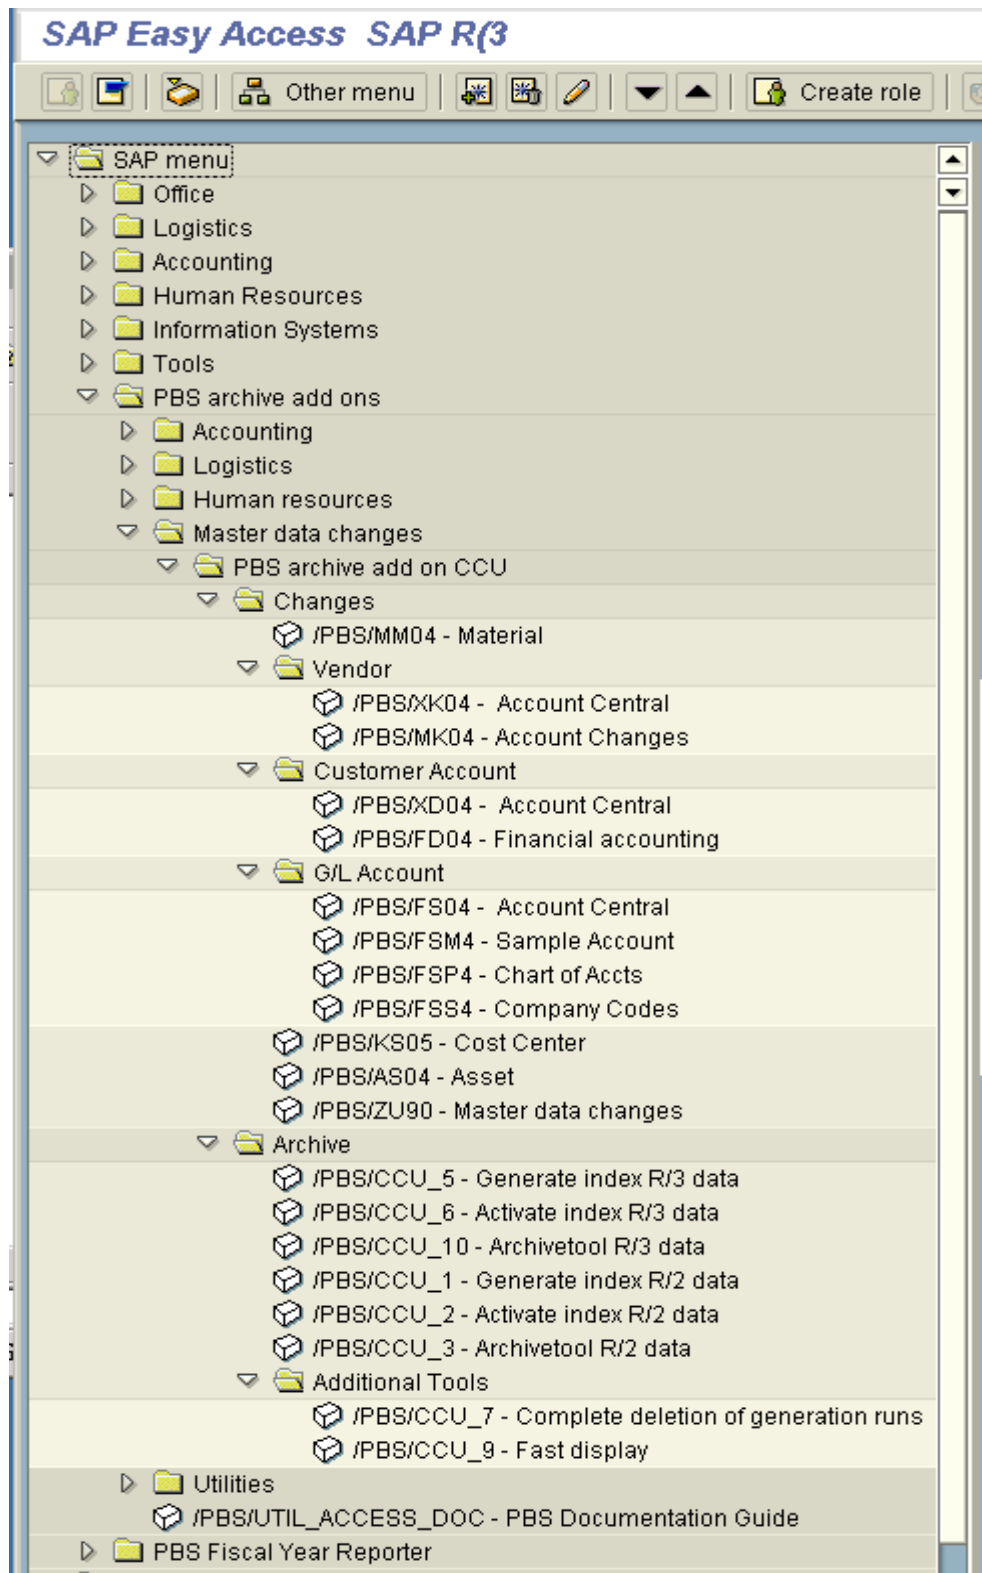 SAP Easy Access  SAP R(3
Other menu
Create role
SAP menu
Office
Logistics
Accounting
Human Resources
Information Systems
Tools
PBS archive add ons
Accounting
Logistics
Human resources
Master data changes
PBS archive add on CCU
Changes
/PBS/MM04 - Material
Vendor
/PBS/XK04 -  Account Central
/PBS/MK04 - Account Changes
Customer Account
/PBS/XD04 -  Account Central
/PBS/FD04 - Financial accounting
G/L Account
/PBS/FS04 -  Account Central
/PBS/FSM4 - Sample Account
/PBS/FSP4 - Chart of Accts
/PBS/FSS4 - Company Codes
/PBS/KS05 - Cost Center
/PBS/AS04 - Asset
/PBS/ZU90 - Master data changes
Archive
/PBS/CCU_5 - Generate index R/3 data
/PBS/CCU_6 - Activate index R/3 data
/PBS/CCU_10 - Archivetool R/3 data
/PBS/CCU_1 - Generate index R/2 data
/PBS/CCU_2 - Activate index R/2 data
/PBS/CCU_3 - Archivetool R/2 data
Additional Tools
/PBS/CCU_7 - Complete deletion of generation runs
/PBS/CCU_9 - Fast display
Utilities
/PBS/UTIL_ACCESS_DOC - PBS Documentation Guide
PBS Fiscal Year Reporter